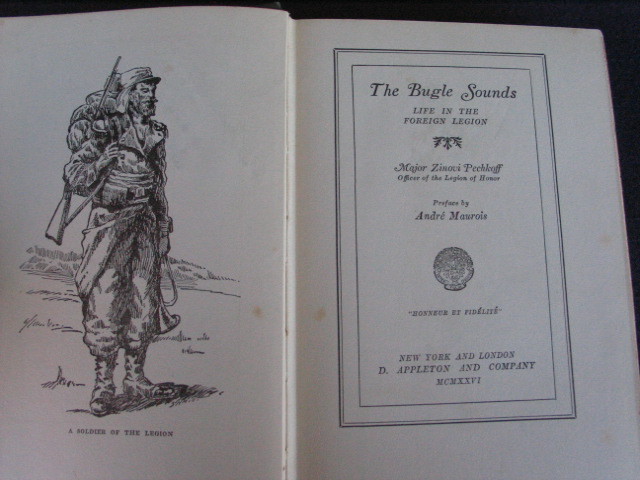 A SOLDIER OF THE LEGION
The Bugle Sounds
LIFE IN THE
FOREIGN LEGION
Major Zinovi Pechkoff
Officer of the Legion of Honor
Preface by
André Maurois
"HONNEUR ET FIDÉLITÉ"
NEW YORK AND LONDON
D. APPLETON AND COMPANY
MCMXXVI